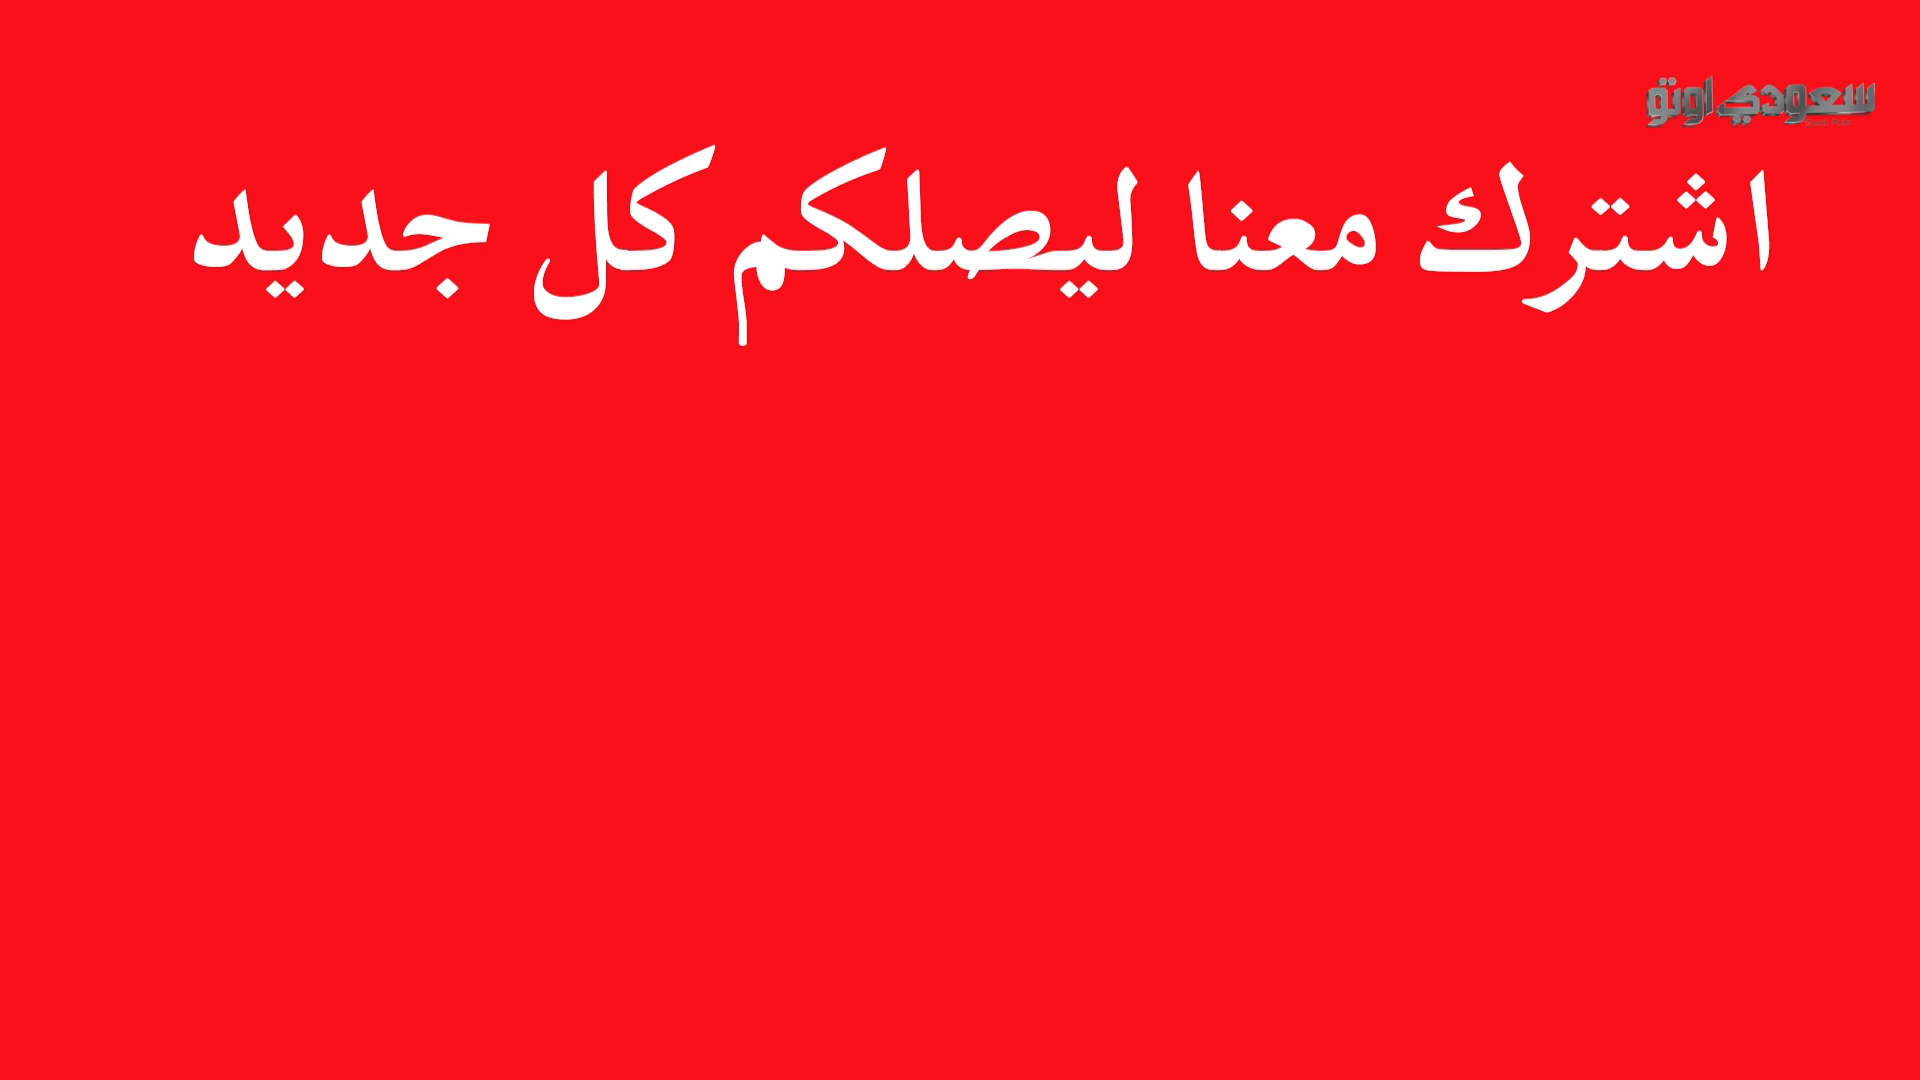 سعودي اوتو
اشترك معنا ليصلكم كل جديد